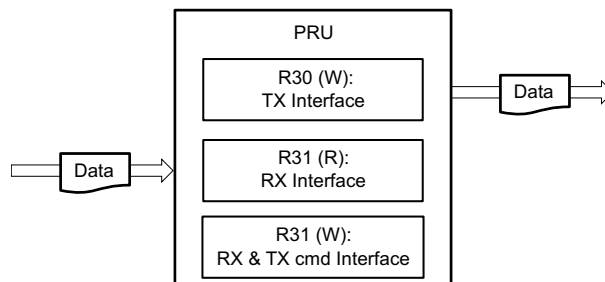 PRU
R30 (W):
TX Interface
Data
Data
R31 (R):
RX Interface
R31 (W):
RX & TX cmd Interface